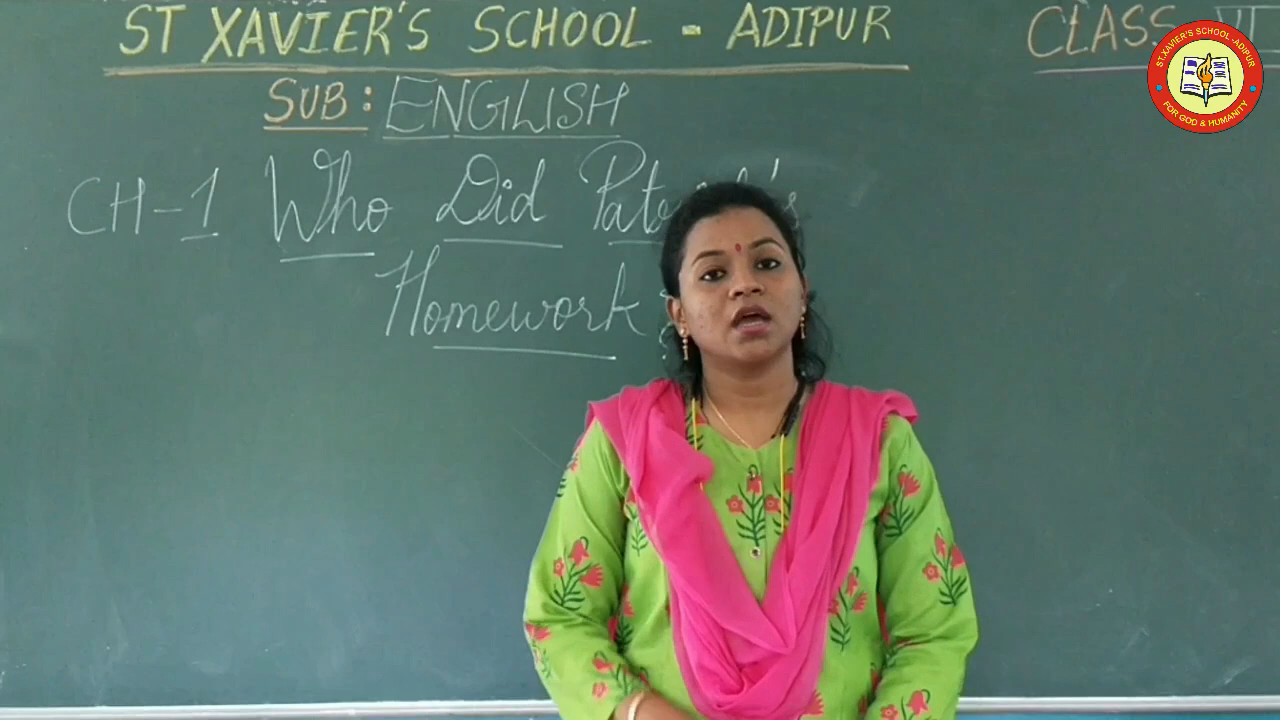 ST XAVIER'S SCHOOL - ADIPUR
CLASS VI
SUB: ENGLISH
CH-1 Who Did
Homework
ST. XAVIER'S SCHOOL - ADIPUR
FOR GOD & HUMANITY